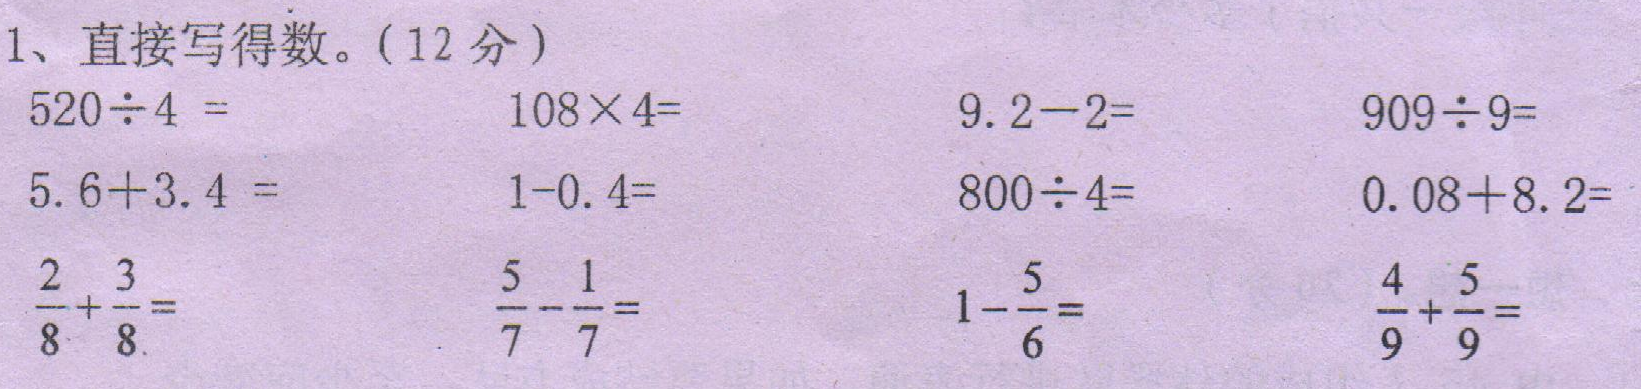 1、直接写得数。(12 分)
520÷4 = 108×4= 9.2-2= 909÷9=
5.6+3.4 = 1-0.4= 800÷4= 0.08+8.2=
2/8+3/8= 5/7-1/7= 1-5/6= 4/9+5/9=